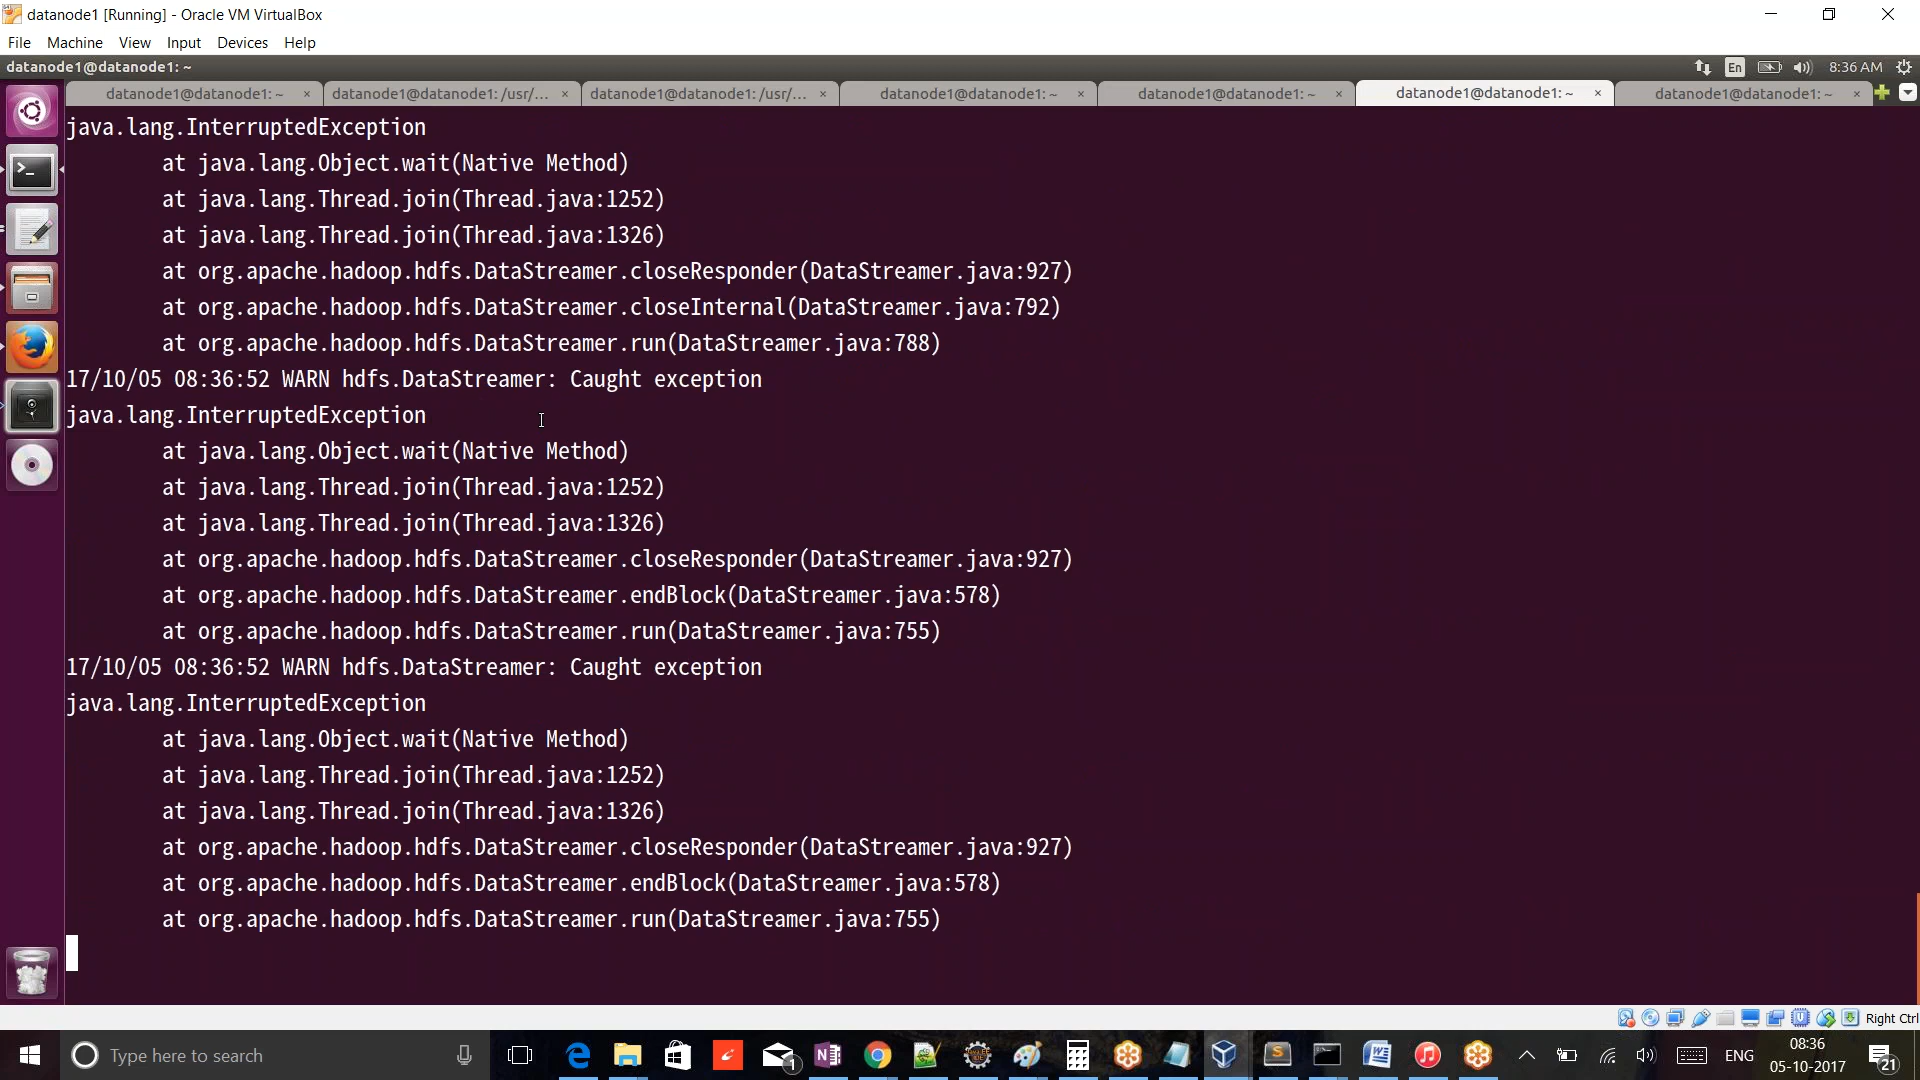 datanode1 [Running] - Oracle VM VirtualBox
File Machine View Input Devices Help
datanode1@datanode1: ~
En
8:36 AM
datanode1@datanode1: ~ × datanode1@datanode1: /usr/... × datanode1@datanode1: /usr/... × datanode1@datanode1: ~ × datanode1@datanode1: ~ × datanode1@datanode1: ~ × datanode1@datanode1: ~ ×
java.lang.InterruptedException
at java.lang.Object.wait(Native Method)
at java.lang.Thread.join(Thread.java:1252)
at java.lang.Thread.join(Thread.java:1326)
at org.apache.hadoop.hdfs.DataStreamer.closeResponder(DataStreamer.java:927)
at org.apache.hadoop.hdfs.DataStreamer.closeInternal(DataStreamer.java:792)
at org.apache.hadoop.hdfs.DataStreamer.run(DataStreamer.java:788)
17/10/05 08:36:52 WARN hdfs.DataStreamer: Caught exception
java.lang.InterruptedException
at java.lang.Object.wait(Native Method)
at java.lang.Thread.join(Thread.java:1252)
at java.lang.Thread.join(Thread.java:1326)
at org.apache.hadoop.hdfs.DataStreamer.closeResponder(DataStreamer.java:927)
at org.apache.hadoop.hdfs.DataStreamer.endBlock(DataStreamer.java:578)
at org.apache.hadoop.hdfs.DataStreamer.run(DataStreamer.java:755)
17/10/05 08:36:52 WARN hdfs.DataStreamer: Caught exception
java.lang.InterruptedException
at java.lang.Object.wait(Native Method)
at java.lang.Thread.join(Thread.java:1252)
at java.lang.Thread.join(Thread.java:1326)
at org.apache.hadoop.hdfs.DataStreamer.closeResponder(DataStreamer.java:927)
at org.apache.hadoop.hdfs.DataStreamer.endBlock(DataStreamer.java:578)
at org.apache.hadoop.hdfs.DataStreamer.run(DataStreamer.java:755)
Right Ctrl
Type here to search
1
ENG
08:36
05-10-2017
21